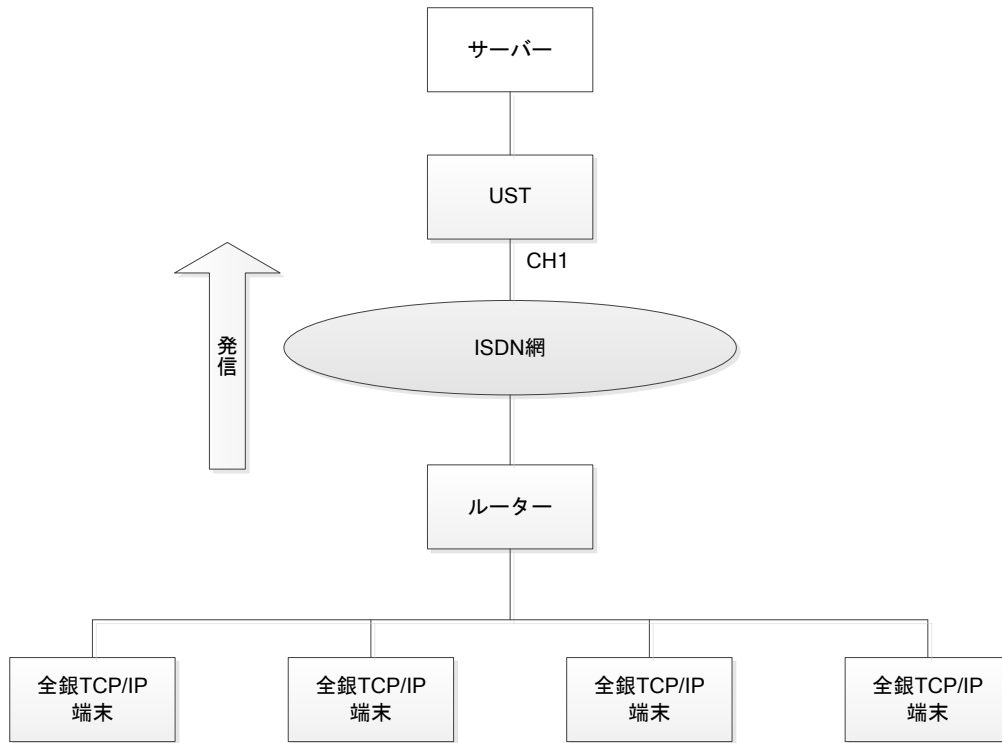 サーバー
UST
CH1
ISDN網
発
信
ルーター
全銀TCP/IP
端末
全銀TCP/IP
端末
全銀TCP/IP
端末
全銀TCP/IP
端末